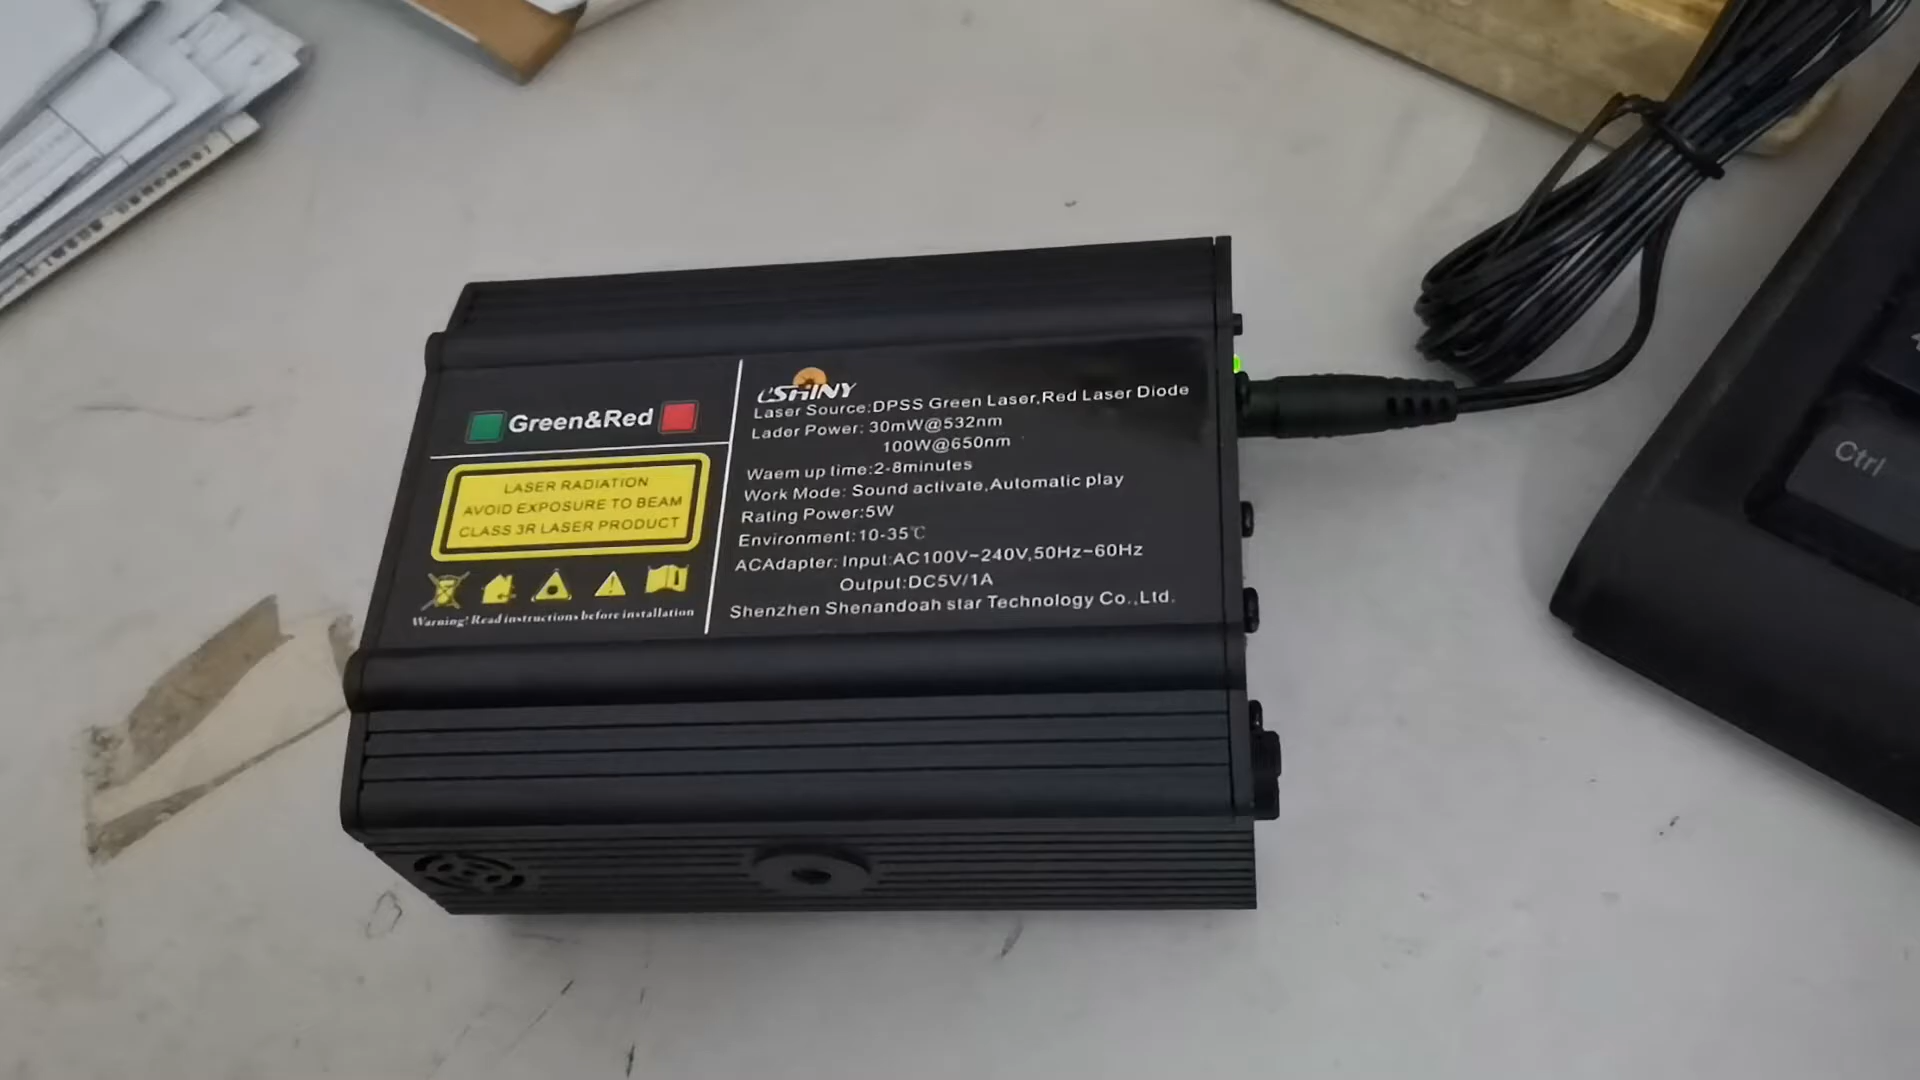 Green&Red
LASER RADIATION
AVOID EXPOSURE TO BEAM
CLASS 3R LASER PRODUCT
Warning! Read instructions before installation
eSHINY
Laser Source:DPSS Green Laser,Red Laser Diode
Lader Power: 30mW@532nm
100W@650nm
Waem up time:2-8minutes
Work Mode: Sound activate,Automatic play
Rating Power:5W
Environment:10-35℃
ACAdapter: Input:AC100V~240V,50Hz~60Hz
Output:DC5V/1A
Shenzhen Shenandoah star Technology Co.,Ltd.
Ctrl